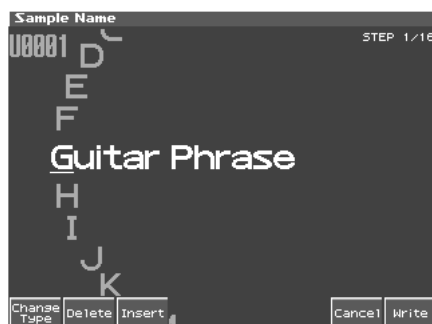 Sample Name
U0001
STEP 1/16
C
D
E
F
Guitar Phrase
H
I
J
K
Change Type
Delete
Insert
Cancel
Write